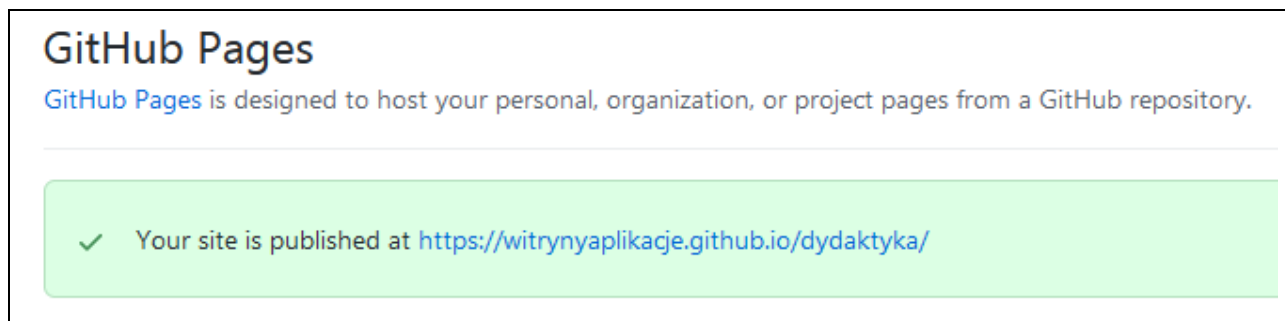 GitHub Pages
GitHub Pages is designed to host your personal, organization, or project pages from a GitHub repository.
Your site is published at https://witrynyaplikacje.github.io/dydaktyka/